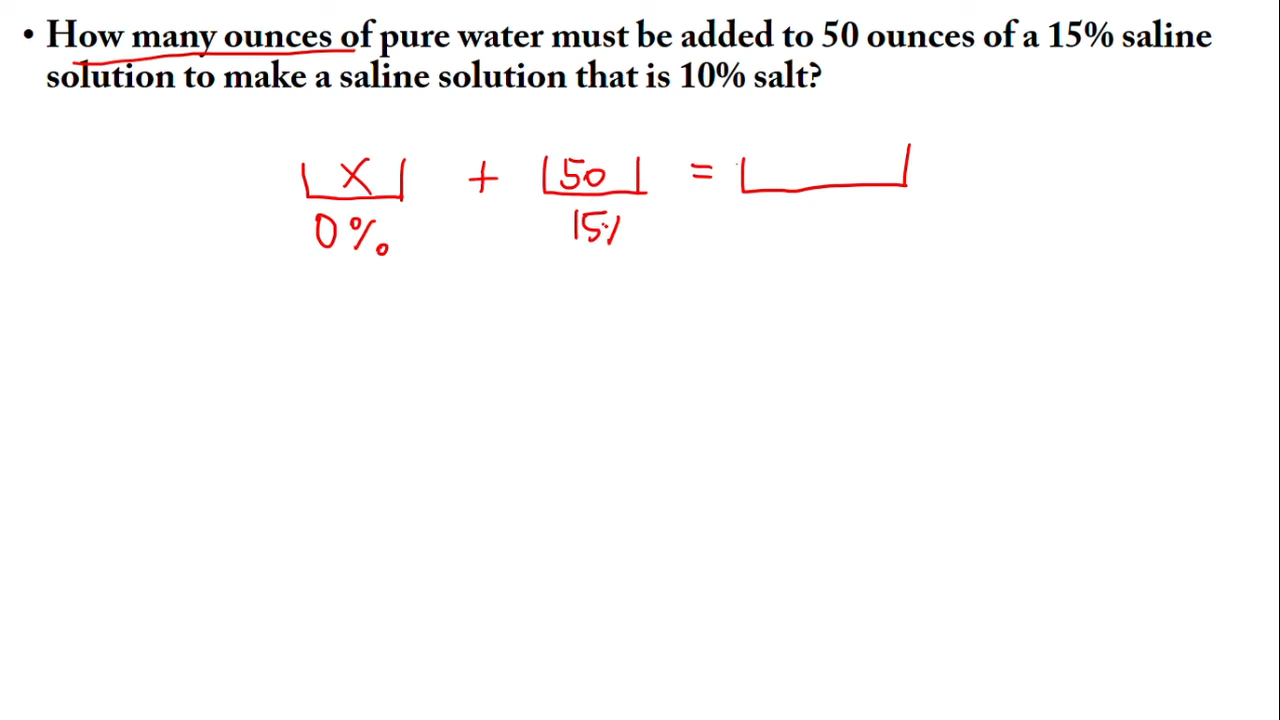 • How many ounces of pure water must be added to 50 ounces of a 15% saline
solution to make a saline solution that is 10% salt?
X + 50 =
0% 15%